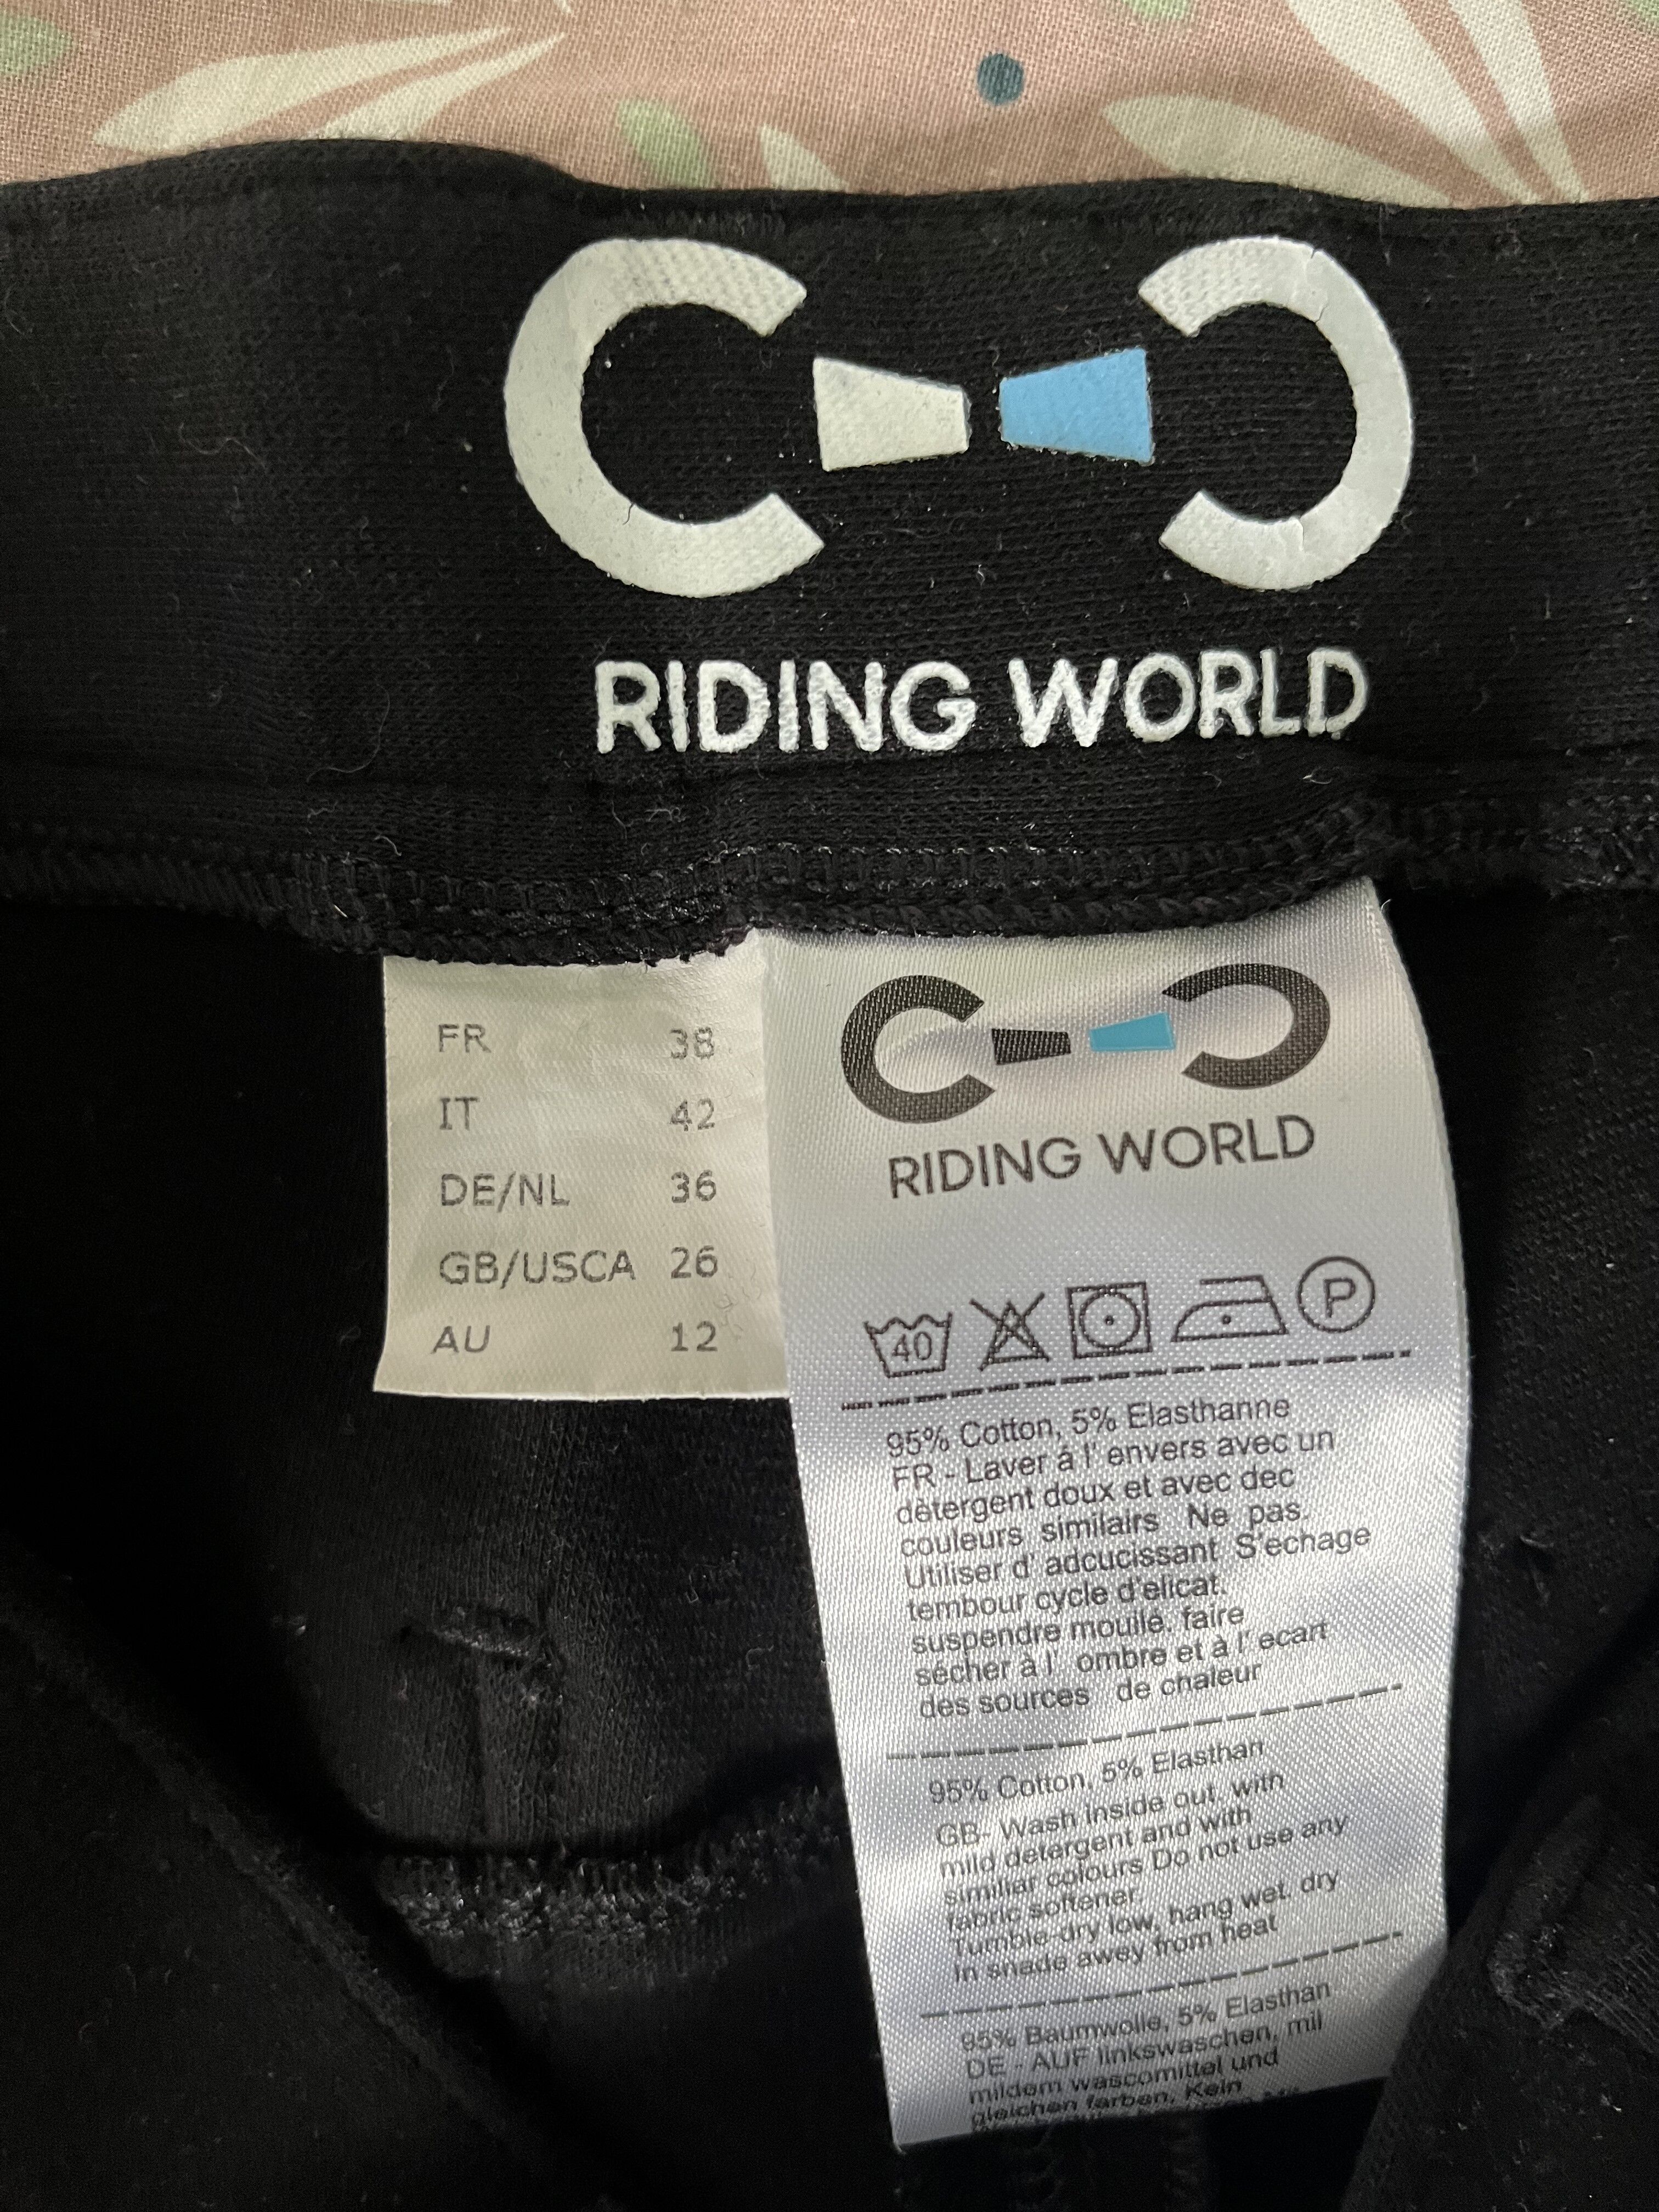 RIDING WORLD
FR 38
IT 42
DE/NL 36
GB/USCA 26
AU 12
RIDING WORLD
40 P
95% Cotton, 5% Elasthanne
FR - Laver á l' envers avec un
dètergent doux et avec dec
couleurs similairs Ne pas.
Utiliser d' adcucissant S'echage
tembour cycle d'elicat.
suspendre mouile. faire
sécher à l' ombre et à l' ecart
des sources de chaleur
95% Cotton, 5% Elasthan
GB- Wash inside out, with
mild detergent and with
similiar colours Do not use any
fabric softener
Tumble-dry low, hang wet. dry
In snade awey from heat
95% Baumwolle, 5% Elasthan
DE - AUF linkswaschen, mil
mildem wascomittel und
gleichen farben, Keln